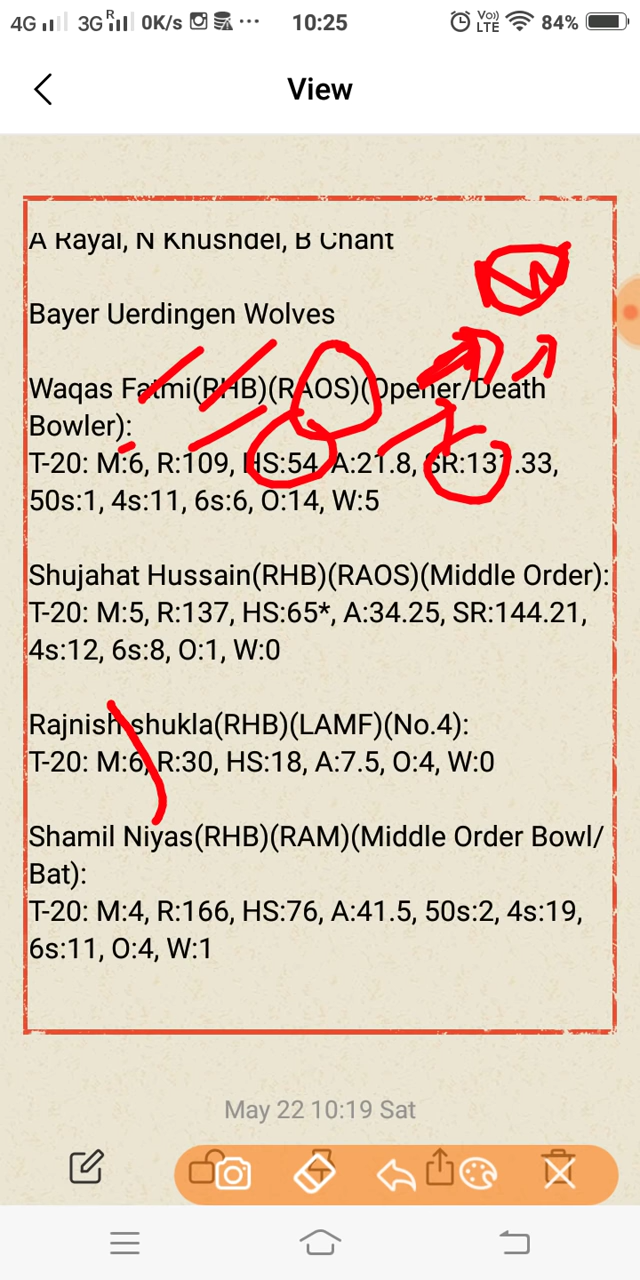 4G 3G R 0K/s ... 10:25 Vo)) LTE 84%
View
A Rayal, N Khushdel, B Chant
Bayer Uerdingen Wolves
Waqas Fatmi(RHB)(RAOS)(Opener/Death
Bowler):
T-20: M:6, R:109, HS:54, A:21.8, SR:131.33,
50s:1, 4s:11, 6s:6, O:14, W:5
Shujahat Hussain(RHB)(RAOS)(Middle Order):
T-20: M:5, R:137, HS:65*, A:34.25, SR:144.21,
4s:12, 6s:8, O:1, W:0
Rajnish shukla(RHB)(LAMF)(No.4):
T-20: M:6, R:30, HS:18, A:7.5, O:4, W:0
Shamil Niyas(RHB)(RAM)(Middle Order Bowl/
Bat):
T-20: M:4, R:166, HS:76, A:41.5, 50s:2, 4s:19,
6s:11, O:4, W:1
May 22 10:19 Sat